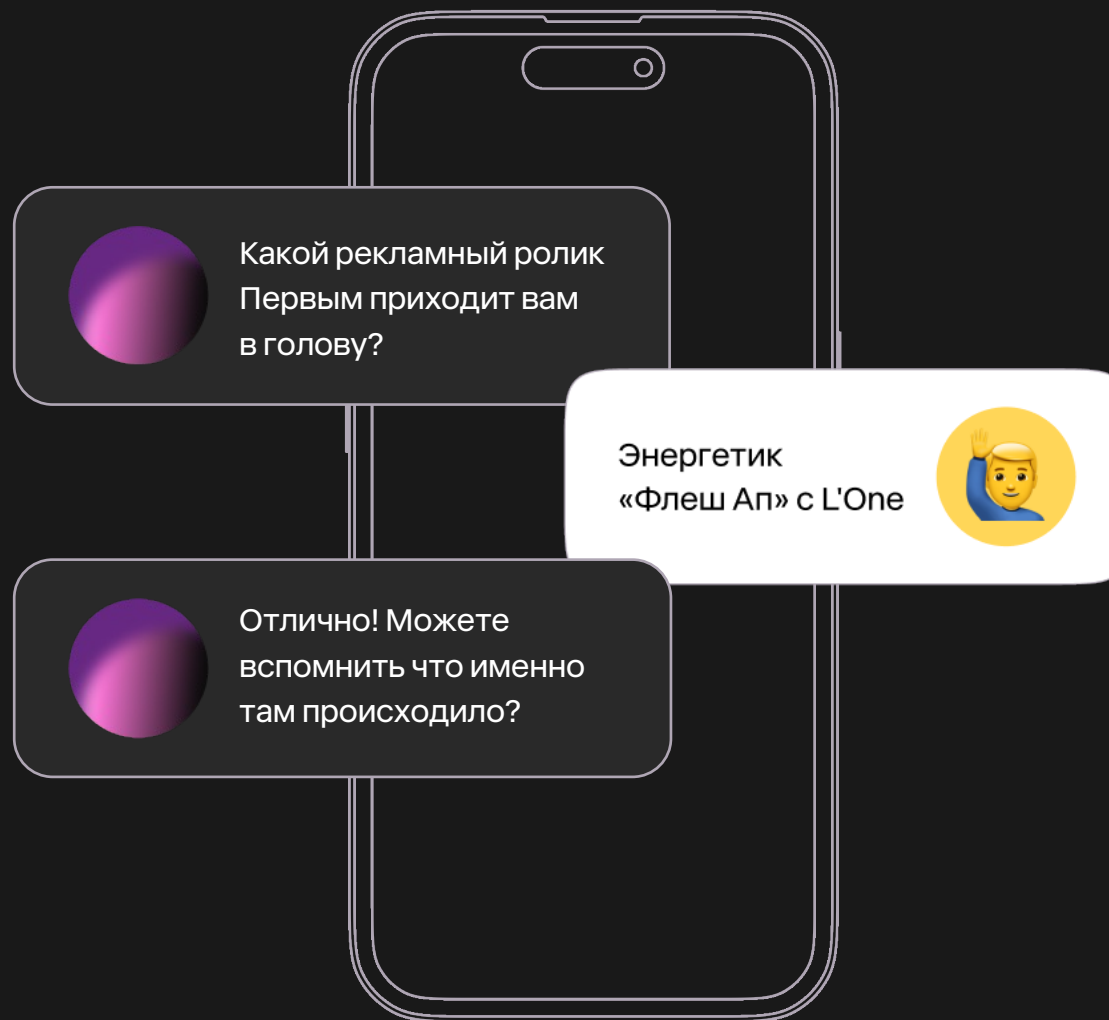 Какой рекламный ролик
Первым приходит вам
в голову?
Энергетик
«Флеш Ап» с L'One
Отлично! Можете
вспомнить что именно
там происходило?